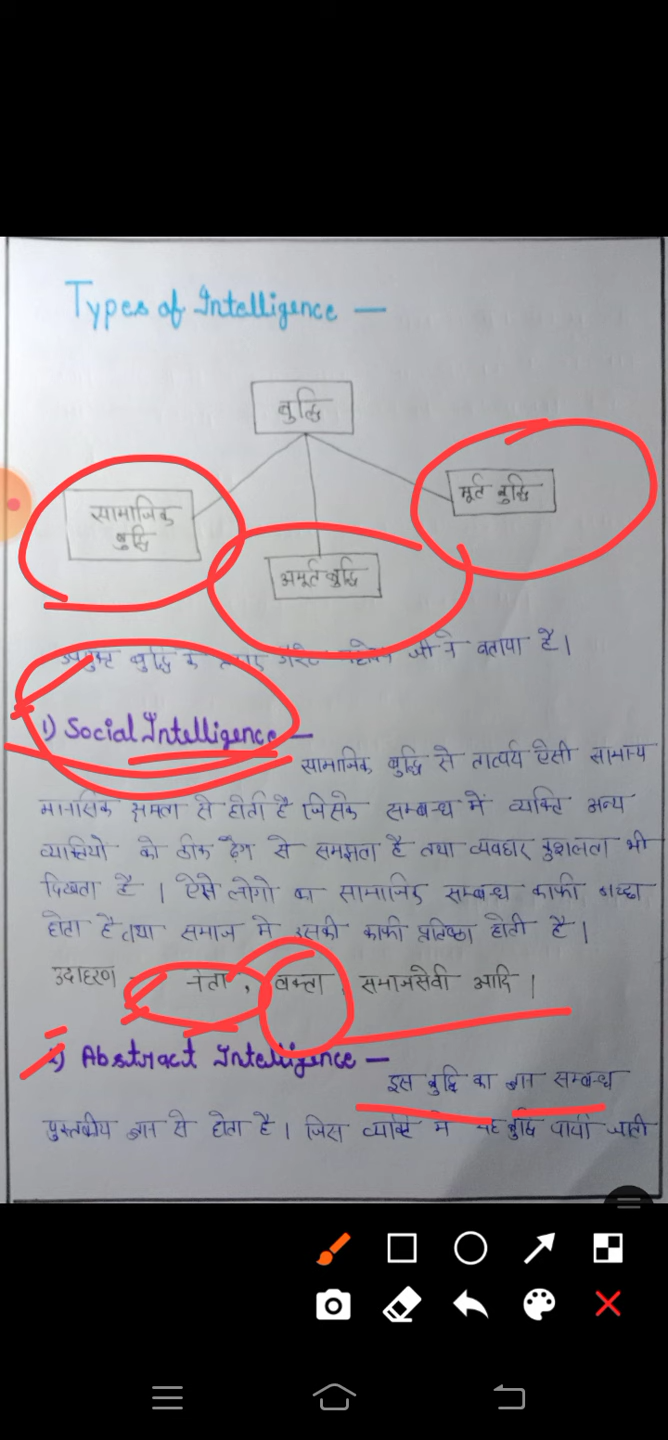 Types of Intelligence —
बुद्धि
सामाजिक
बुद्धि
अमूर्त बुद्धि
मूर्त बुद्धि
बुद्धि के जी ने बताया है।
1) Social Intelligence —
सामाजिक बुद्धि से तात्पर्य ऐसी सामान्य
मानसिक क्षमता से होती है जिसके सम्बन्ध में व्यक्ति अन्य
व्यक्तियो को ठीक ढ़ंग से समझता है तथा व्यवहार कुशलता भी
दिखता है। ऐसे लोगो का सामाजिक सम्बन्ध काफी अच्छा
होता है तथा समाज मे उसकी काफी प्रतिष्ठा होती है।
उदाहरण - नेता, वक्ता, समाजसेवी आदि।
Abstract Intelligence —
इस बुद्धि का ज्ञान सम्बन्ध
पुस्तकीय ज्ञान से होता है। जिस व्यक्ति मे यह बुद्धि पायी जाती